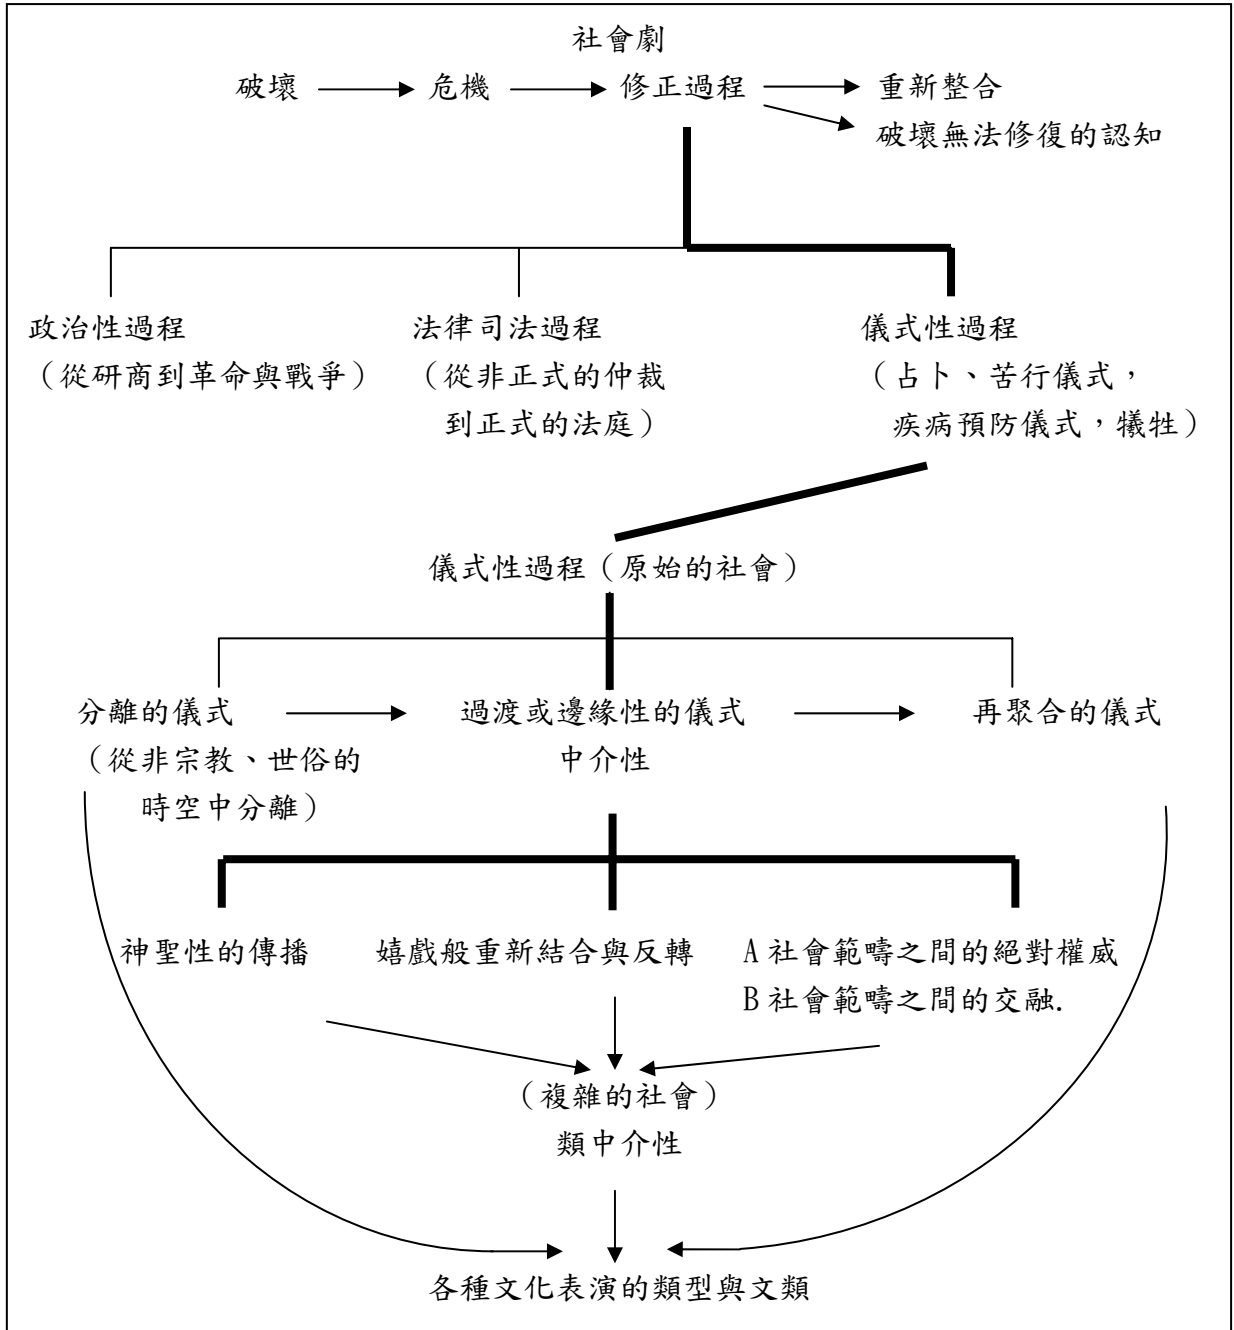 社會劇
破壞 危機 修正過程 重新整合
破壞無法修復的認知
政治性過程 法律司法過程 儀式性過程
（從研商到革命與戰爭） （從非正式的仲裁 （占卜、苦行儀式，
到正式的法庭） 疾病預防儀式，犧牲）
儀式性過程（原始的社會）
分離的儀式 過渡或邊緣性的儀式 再聚合的儀式
（從非宗教、世俗的 中介性
時空中分離）
神聖性的傳播 嬉戲般重新結合與反轉 A 社會範疇之間的絕對權威
B 社會範疇之間的交融.
（複雜的社會）
類中介性
各種文化表演的類型與文類